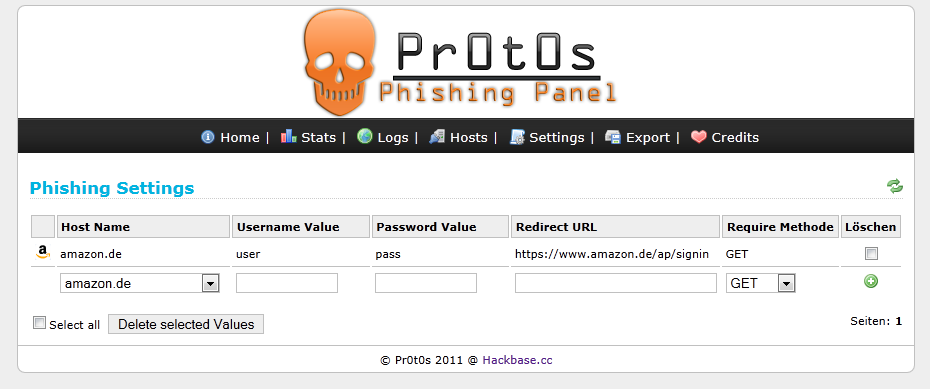 Pr0t0s
Phishing Panel
Home | Stats | Logs | Hosts | Settings | Export | Credits
Phishing Settings
Host Name Username Value Password Value Redirect URL Require Methode Löschen
a amazon.de user pass https://www.amazon.de/ap/signin GET
amazon.de GET
Select all Delete selected Values Seiten: 1
© Pr0t0s 2011 @ Hackbase.cc